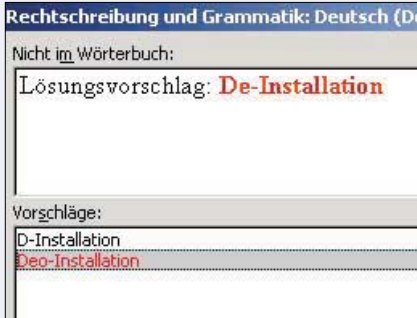 Rechtschreibung und Grammatik: Deutsch (De
Nicht im Wörterbuch:
Lösungsvorschlag: De-Installation
Vorschläge:
D-Installation
Deo-Installation